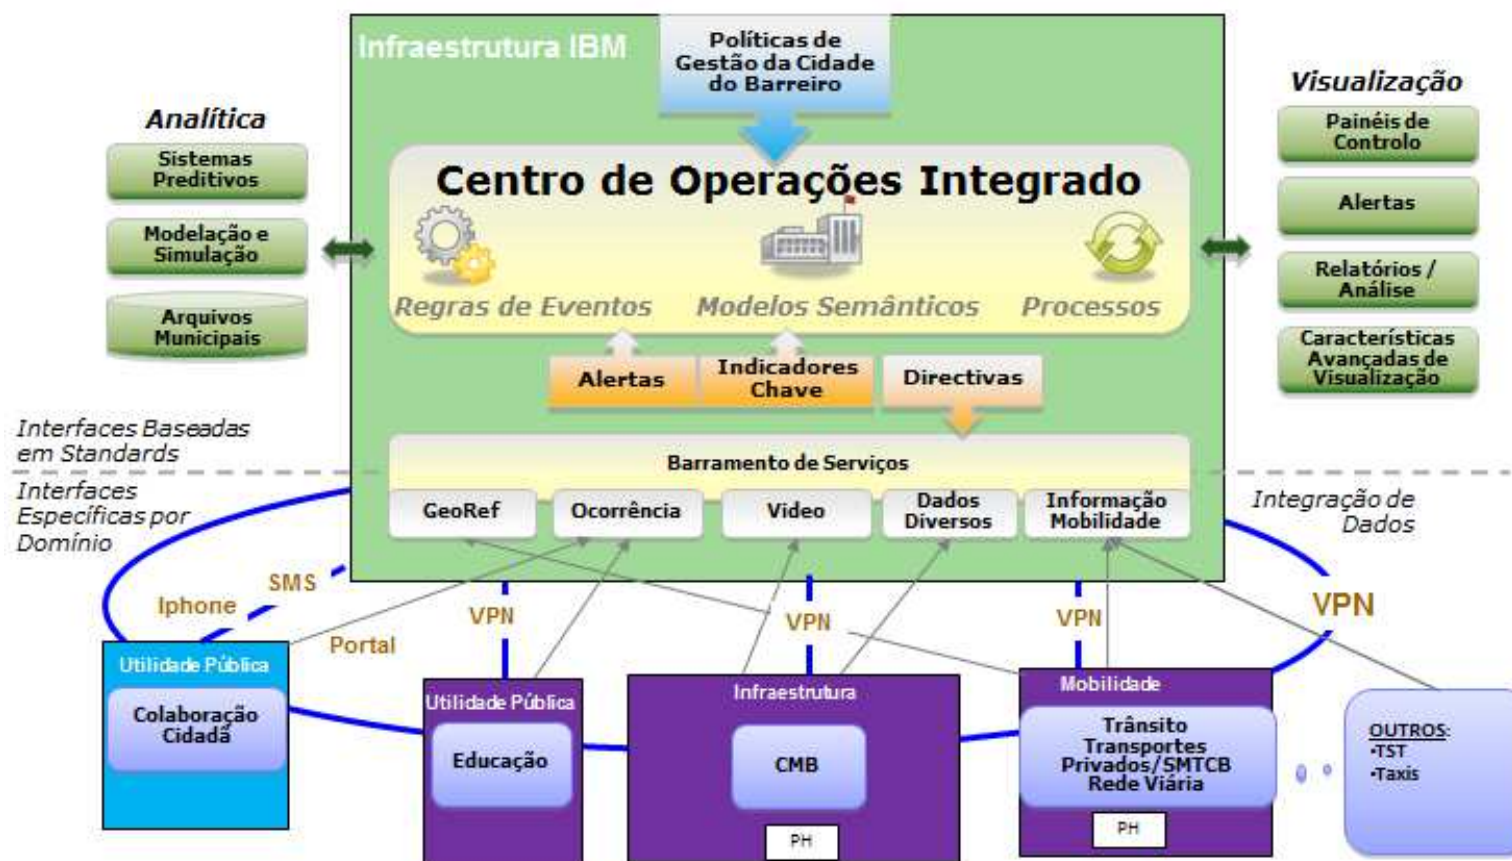 Infraestrutura IBM
Políticas de
Gestão da Cidade
do Barreiro
Analítica
Sistemas
Preditivos
Modelação e
Simulação
Arquivos
Municipais
Visualização
Painéis de
Controlo
Alertas
Relatórios /
Análise
Características
Avançadas de
Visualização
Centro de Operações Integrado
Regras de Eventos
Modelos Semânticos
Processos
Alertas
Indicadores
Chave
Directivas
Interfaces Baseadas
em Standards
Interfaces
Específicas por
Domínio
Integração de
Dados
Barramento de Serviços
GeoRef
Ocorrência
Video
Dados
Diversos
Informação
Mobilidade
Iphone
SMS
Portal
VPN
VPN
VPN
VPN
Utilidade Pública
Colaboração
Cidadã
Utilidade Pública
Educação
Infraestrutura
CMB
PH
Mobilidade
Trânsito
Transportes
Privados/SMTCB
Rede Viária
PH
OUTROS:
•TST
•Taxis